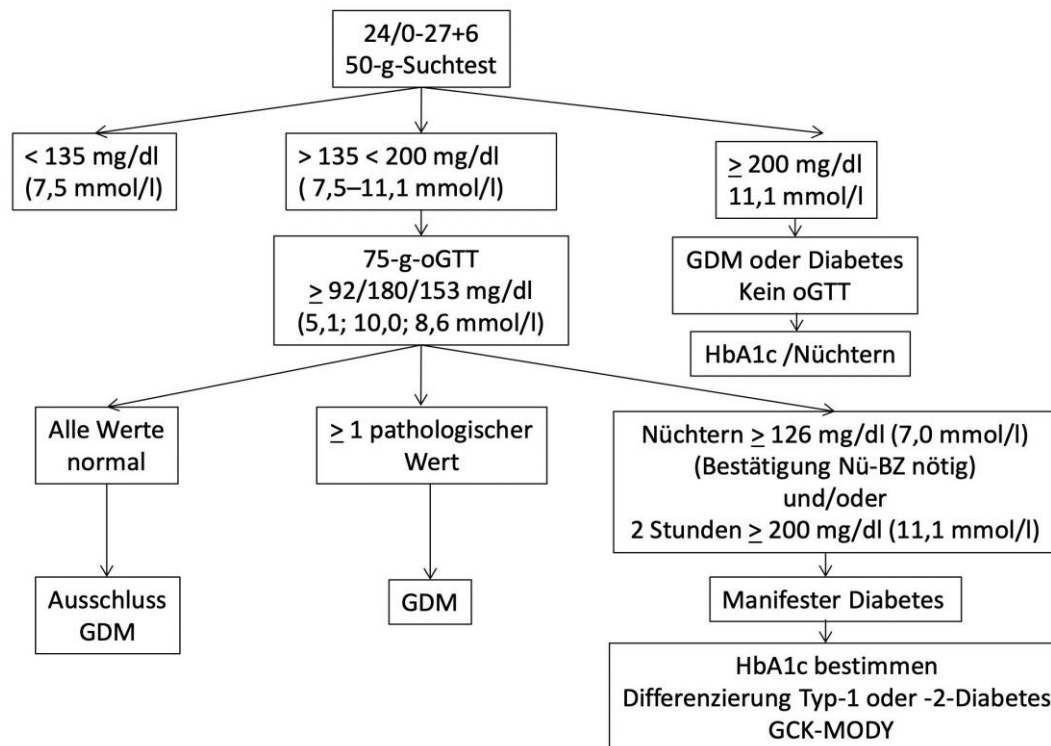 24/0-27+6
50-g-Suchtest
< 135 mg/dl
(7,5 mmol/l)
> 135 < 200 mg/dl
( 7,5–11,1 mmol/l)
≥ 200 mg/dl
11,1 mmol/l
75-g-oGTT
≥ 92/180/153 mg/dl
(5,1; 10,0; 8,6 mmol/l)
GDM oder Diabetes
Kein oGTT
HbA1c /Nüchtern
Alle Werte
normal
≥ 1 pathologischer
Wert
Nüchtern ≥ 126 mg/dl (7,0 mmol/l)
(Bestätigung Nü-BZ nötig)
und/oder
2 Stunden ≥ 200 mg/dl (11,1 mmol/l)
Ausschluss
GDM
GDM
Manifester Diabetes
HbA1c bestimmen
Differenzierung Typ-1 oder -2-Diabetes
GCK-MODY